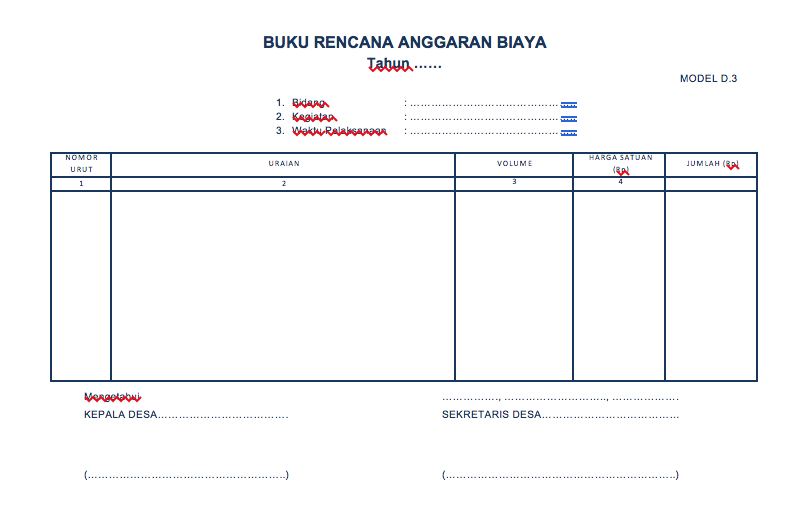 BUKU RENCANA ANGGARAN BIAYA
Tahun ......
MODEL D.3
1. Bidang : ……………………………………
2. Kegiatan : ……………………………………
3. Waktu Pelaksanaan : ……………………………………
NOMOR URUT URAIAN VOLUME HARGA SATUAN (Rp) JUMLAH (Rp)
1 2 3 4
Mengetahui ……………., ……………………….., ……………….
KEPALA DESA………………………………. SEKRETARIS DESA…………………………………
(………………………………………………..) (…………………………………………………………..)